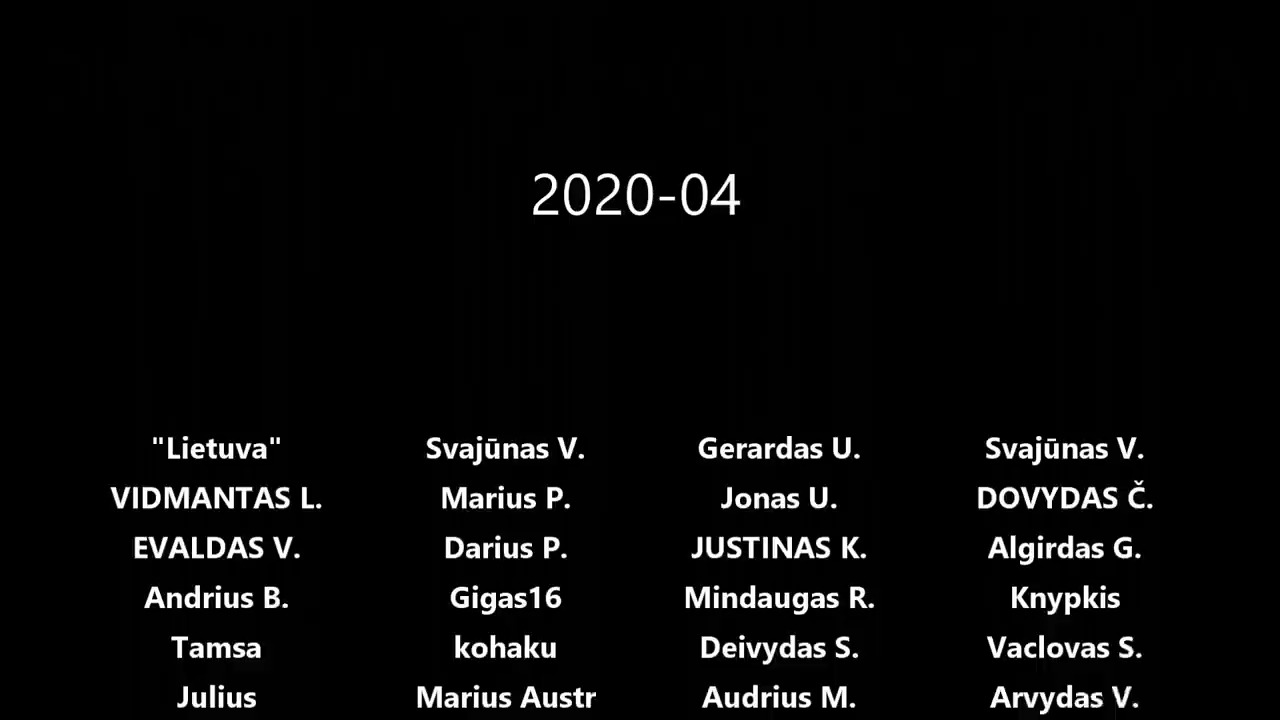 2020-04
"Lietuva" Svajūnas V. Gerardas U. Svajūnas V.
VIDMANTAS L. Marius P. Jonas U. DOVYDAS Č.
EVALDAS V. Darius P. JUSTINAS K. Algirdas G.
Andrius B. Gigas16 Mindaugas R. Knypkis
Tamsa kohaku Deivydas S. Vaclovas S.
Julius Marius Austr Audrius M. Arvydas V.